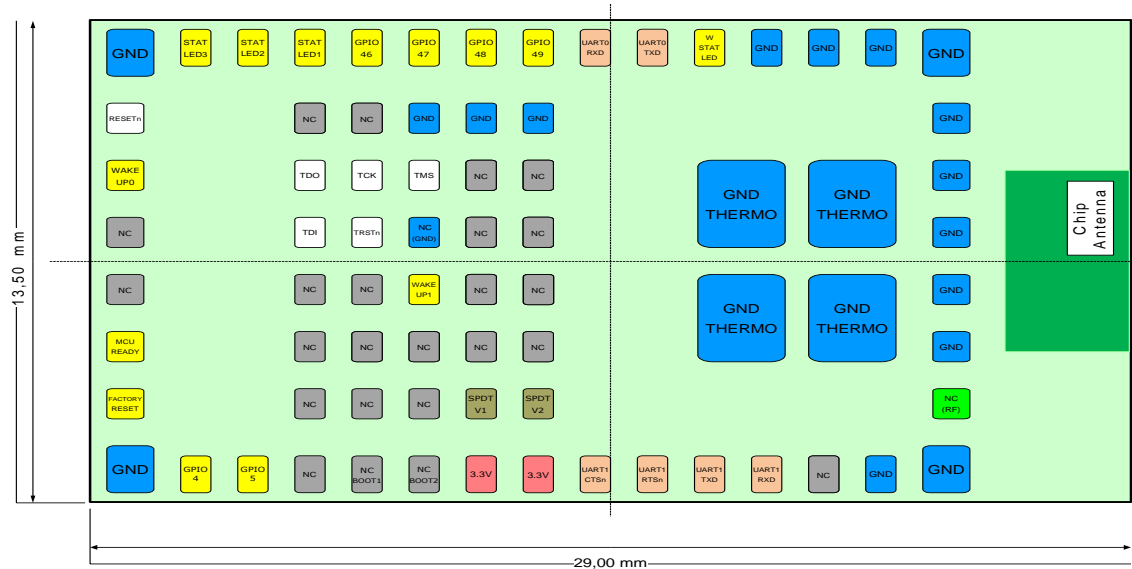 GND
STAT
LED3
STAT
LED2
STAT
LED1
GPIO
46
GPIO
47
GPIO
48
GPIO
49
UART0
RXD
UART0
TXD
W
STAT
LED
GND
GND
GND
GND
RESETn
NC
NC
GND
GND
GND
GND
WAKE
UP0
TDO
TCK
TMS
NC
NC
GND
THERMO
GND
THERMO
GND
Chip
Antenna
NC
TDI
TRSTn
NC
(GND)
NC
NC
GND
13,50 mm
NC
NC
NC
WAKE
UP1
NC
NC
GND
THERMO
GND
THERMO
GND
MCU
READY
NC
NC
NC
NC
NC
GND
FACTORY
RESET
NC
NC
NC
SPDT
V1
SPDT
V2
NC
(RF)
GND
GPIO
4
GPIO
5
NC
NC
BOOT1
NC
BOOT2
3.3V
3.3V
UART1
CTSn
UART1
RTSn
UART1
TXD
UART1
RXD
NC
GND
GND
29,00 mm